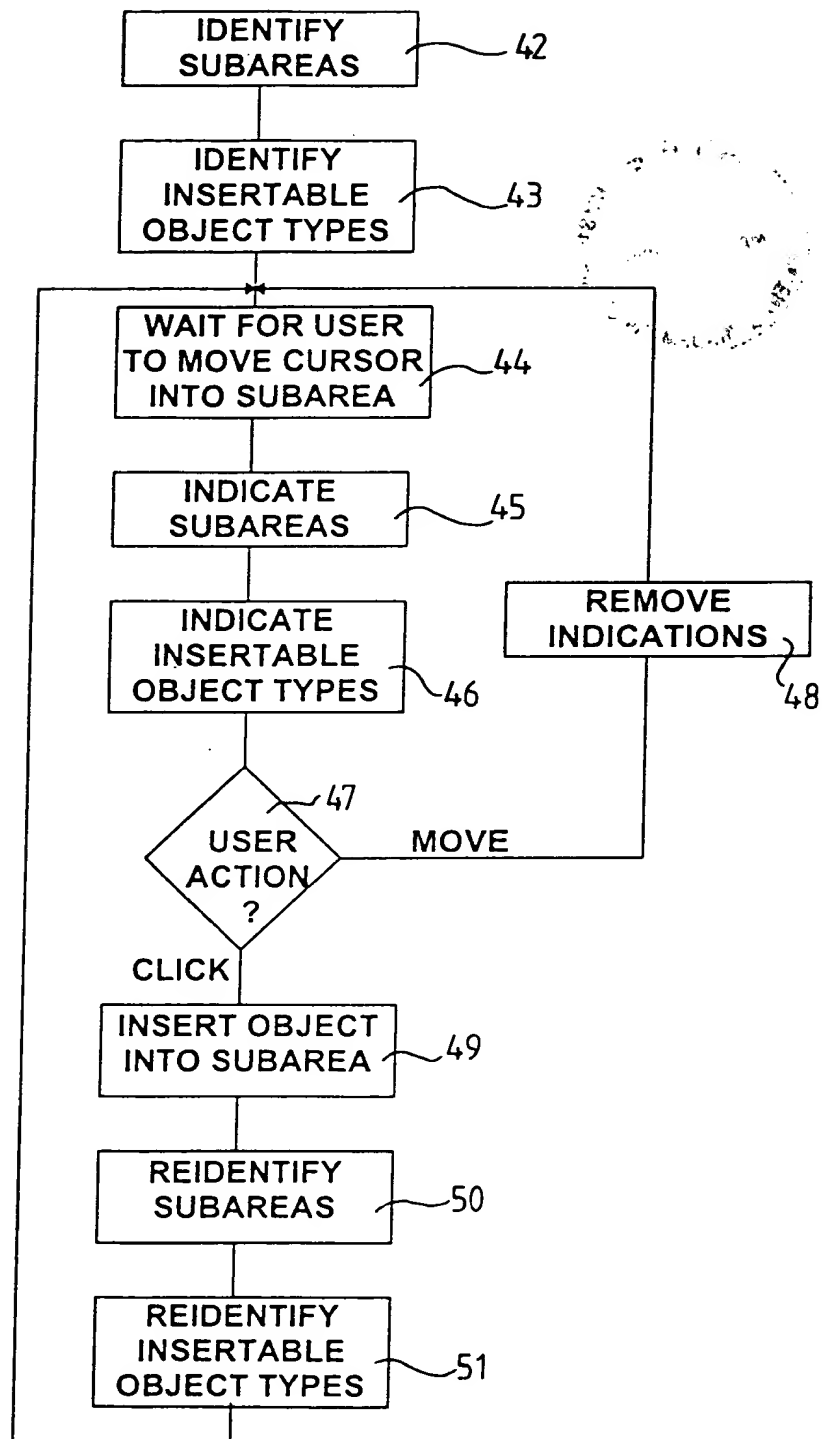 IDENTIFY
SUBAREAS
42
IDENTIFY
INSERTABLE
OBJECT TYPES
43
WAIT FOR USER
TO MOVE CURSOR
INTO SUBAREA
44
INDICATE
SUBAREAS
45
INDICATE
INSERTABLE
OBJECT TYPES
46
REMOVE
INDICATIONS
48
47
USER
ACTION
?
MOVE
CLICK
INSERT OBJECT
INTO SUBAREA
49
REIDENTIFY
SUBAREAS
50
REIDENTIFY
INSERTABLE
OBJECT TYPES
51